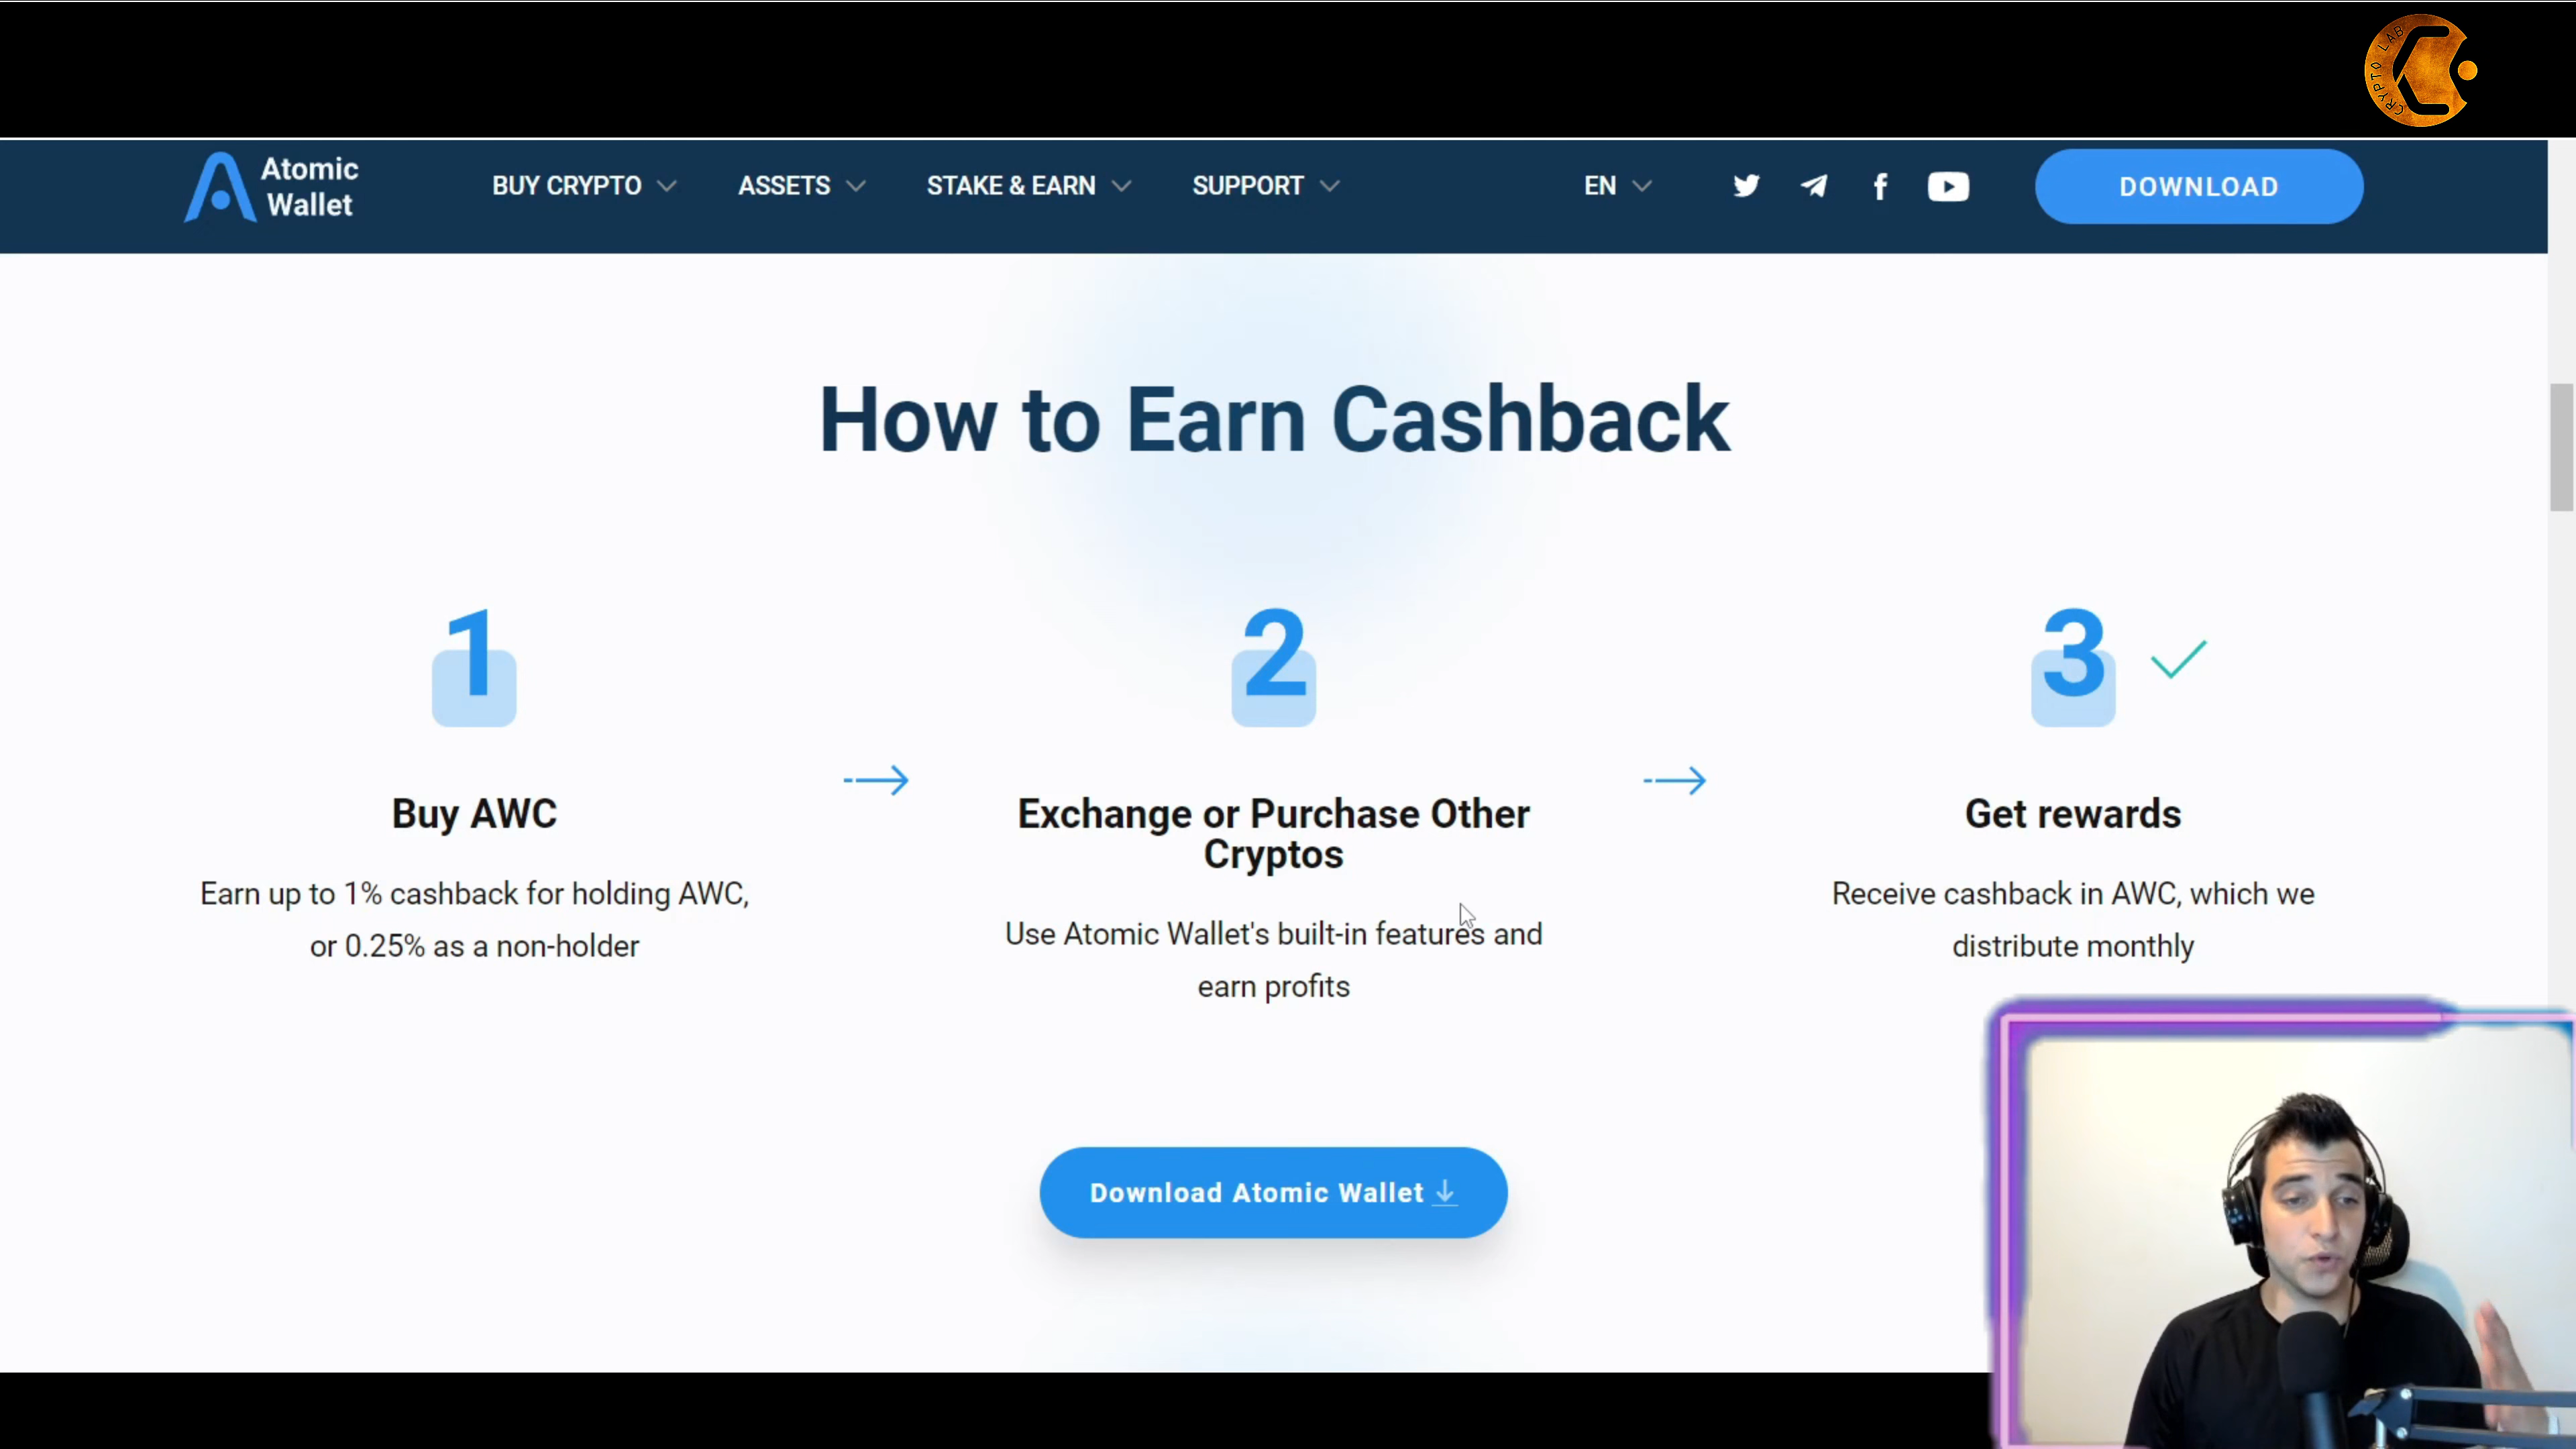 CRYPTO LAB
Atomic
Wallet
BUY CRYPTO
ASSETS
STAKE & EARN
SUPPORT
EN
DOWNLOAD
How to Earn Cashback
1
Buy AWC
Earn up to 1% cashback for holding AWC,
or 0.25% as a non-holder
2
Exchange or Purchase Other
Cryptos
Use Atomic Wallet's built-in features and
earn profits
3
Get rewards
Receive cashback in AWC, which we
distribute monthly
Download Atomic Wallet